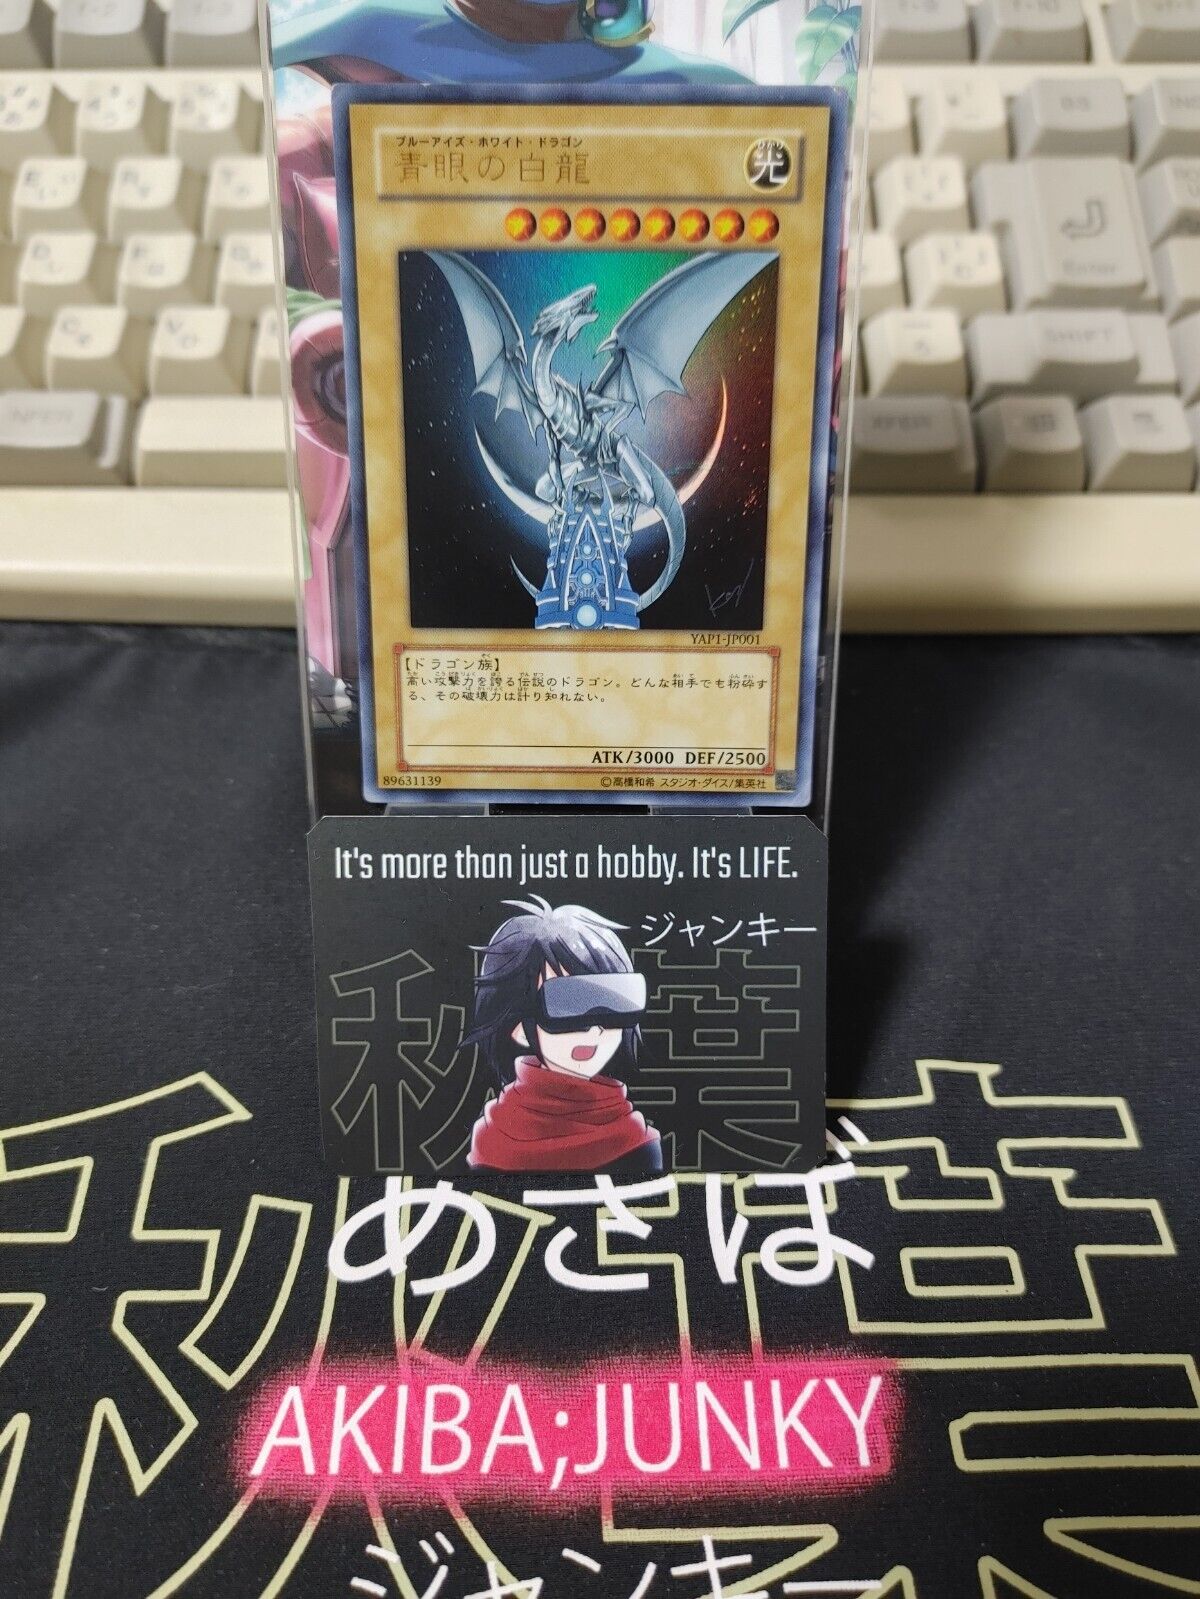 BS
Enter
SHIFT
ブルーアイズ・ホワイト・ドラゴン
青眼の白龍
光
YAP1-JP001
【ドラゴン族】
高い攻撃力を誇る伝説のドラゴン。どんな相手でも粉砕す
る、その破壊力は計り知れない。
ATK/3000 DEF/2500
89631139
©高橋和希 スタジオ・ダイス/集英社
It's more than just a hobby. It's LIFE.
ジャンキー
秋葉
めさば
秋葉
AKIBA;JUNKY
ジャンキー